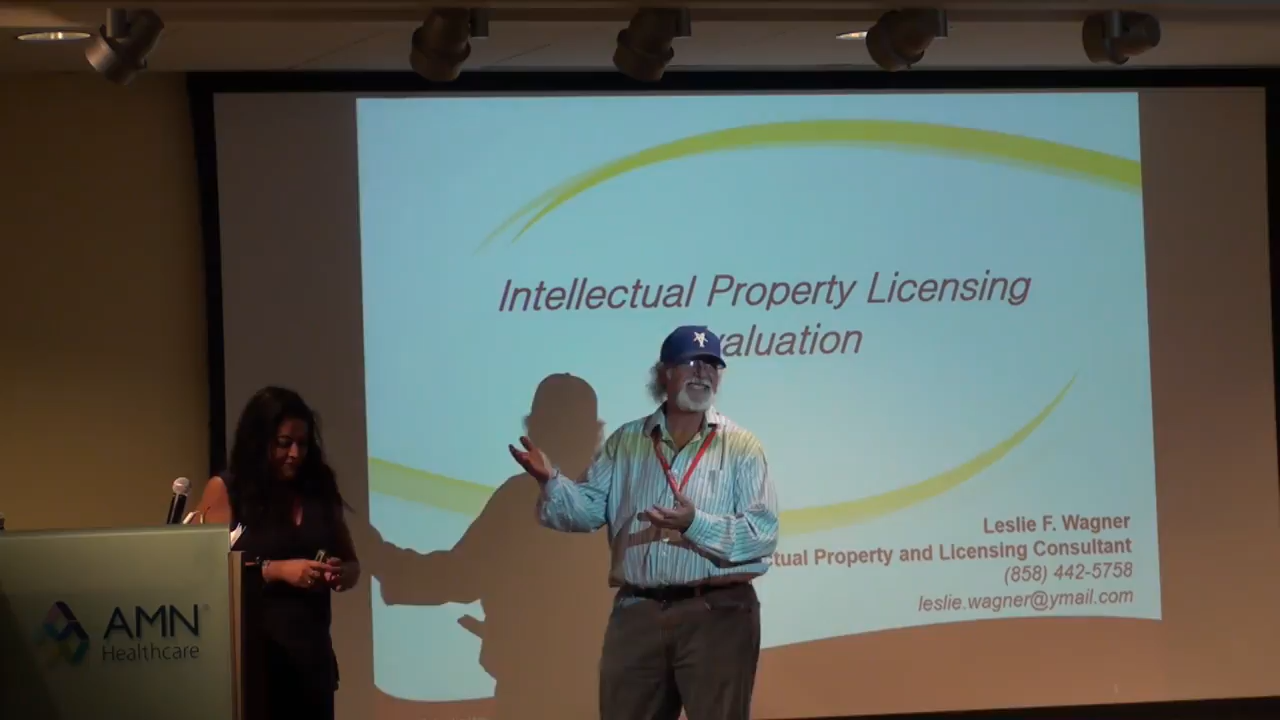 Intellectual Property Licensing
valuation
Leslie F. Wagner
tual Property and Licensing Consultant
(858) 442-5758
leslie.wagner@ymail.com
AMN
Healthcare